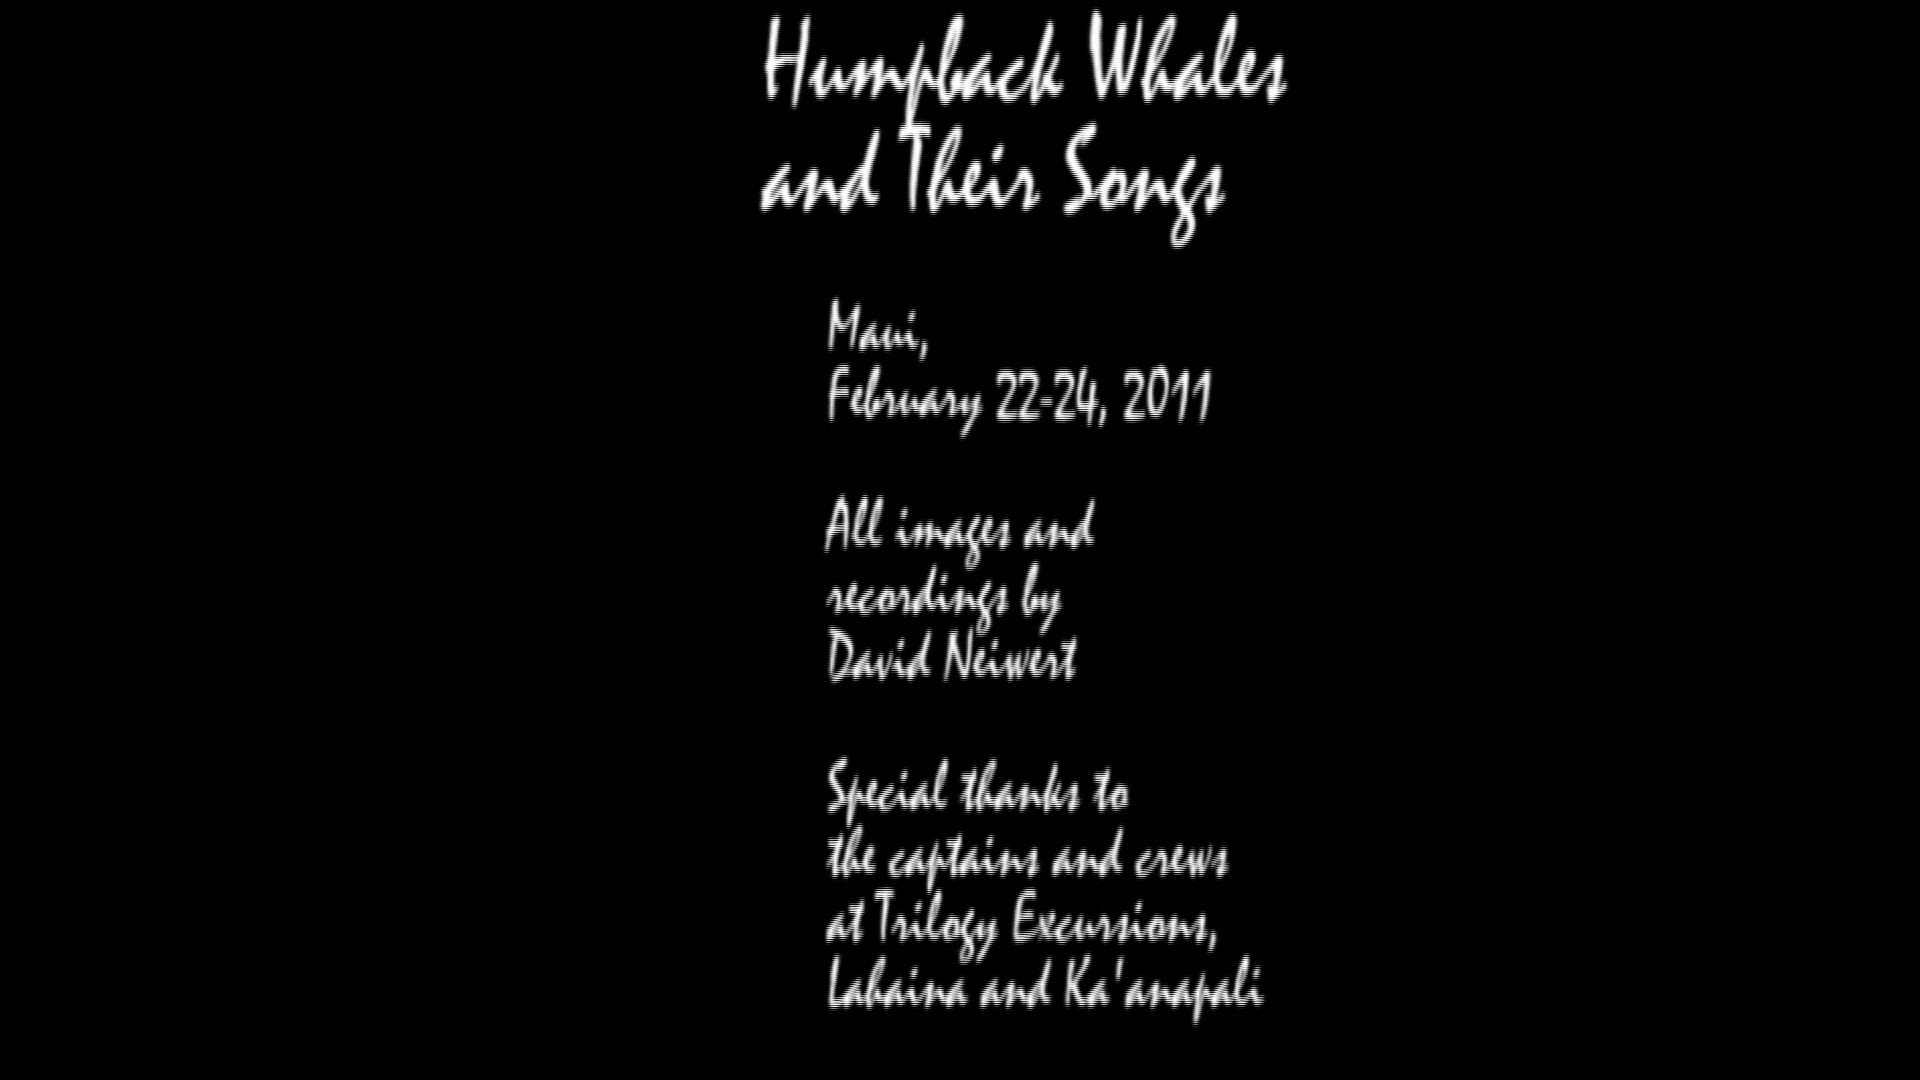 Humpback Whales
and Their Songs
Maui,
February 22-24, 2011
All images and
recordings by
David Neiwert
Special thanks to
the captains and crews
at Trilogy Excursions,
Lahaina and Ka'anapali